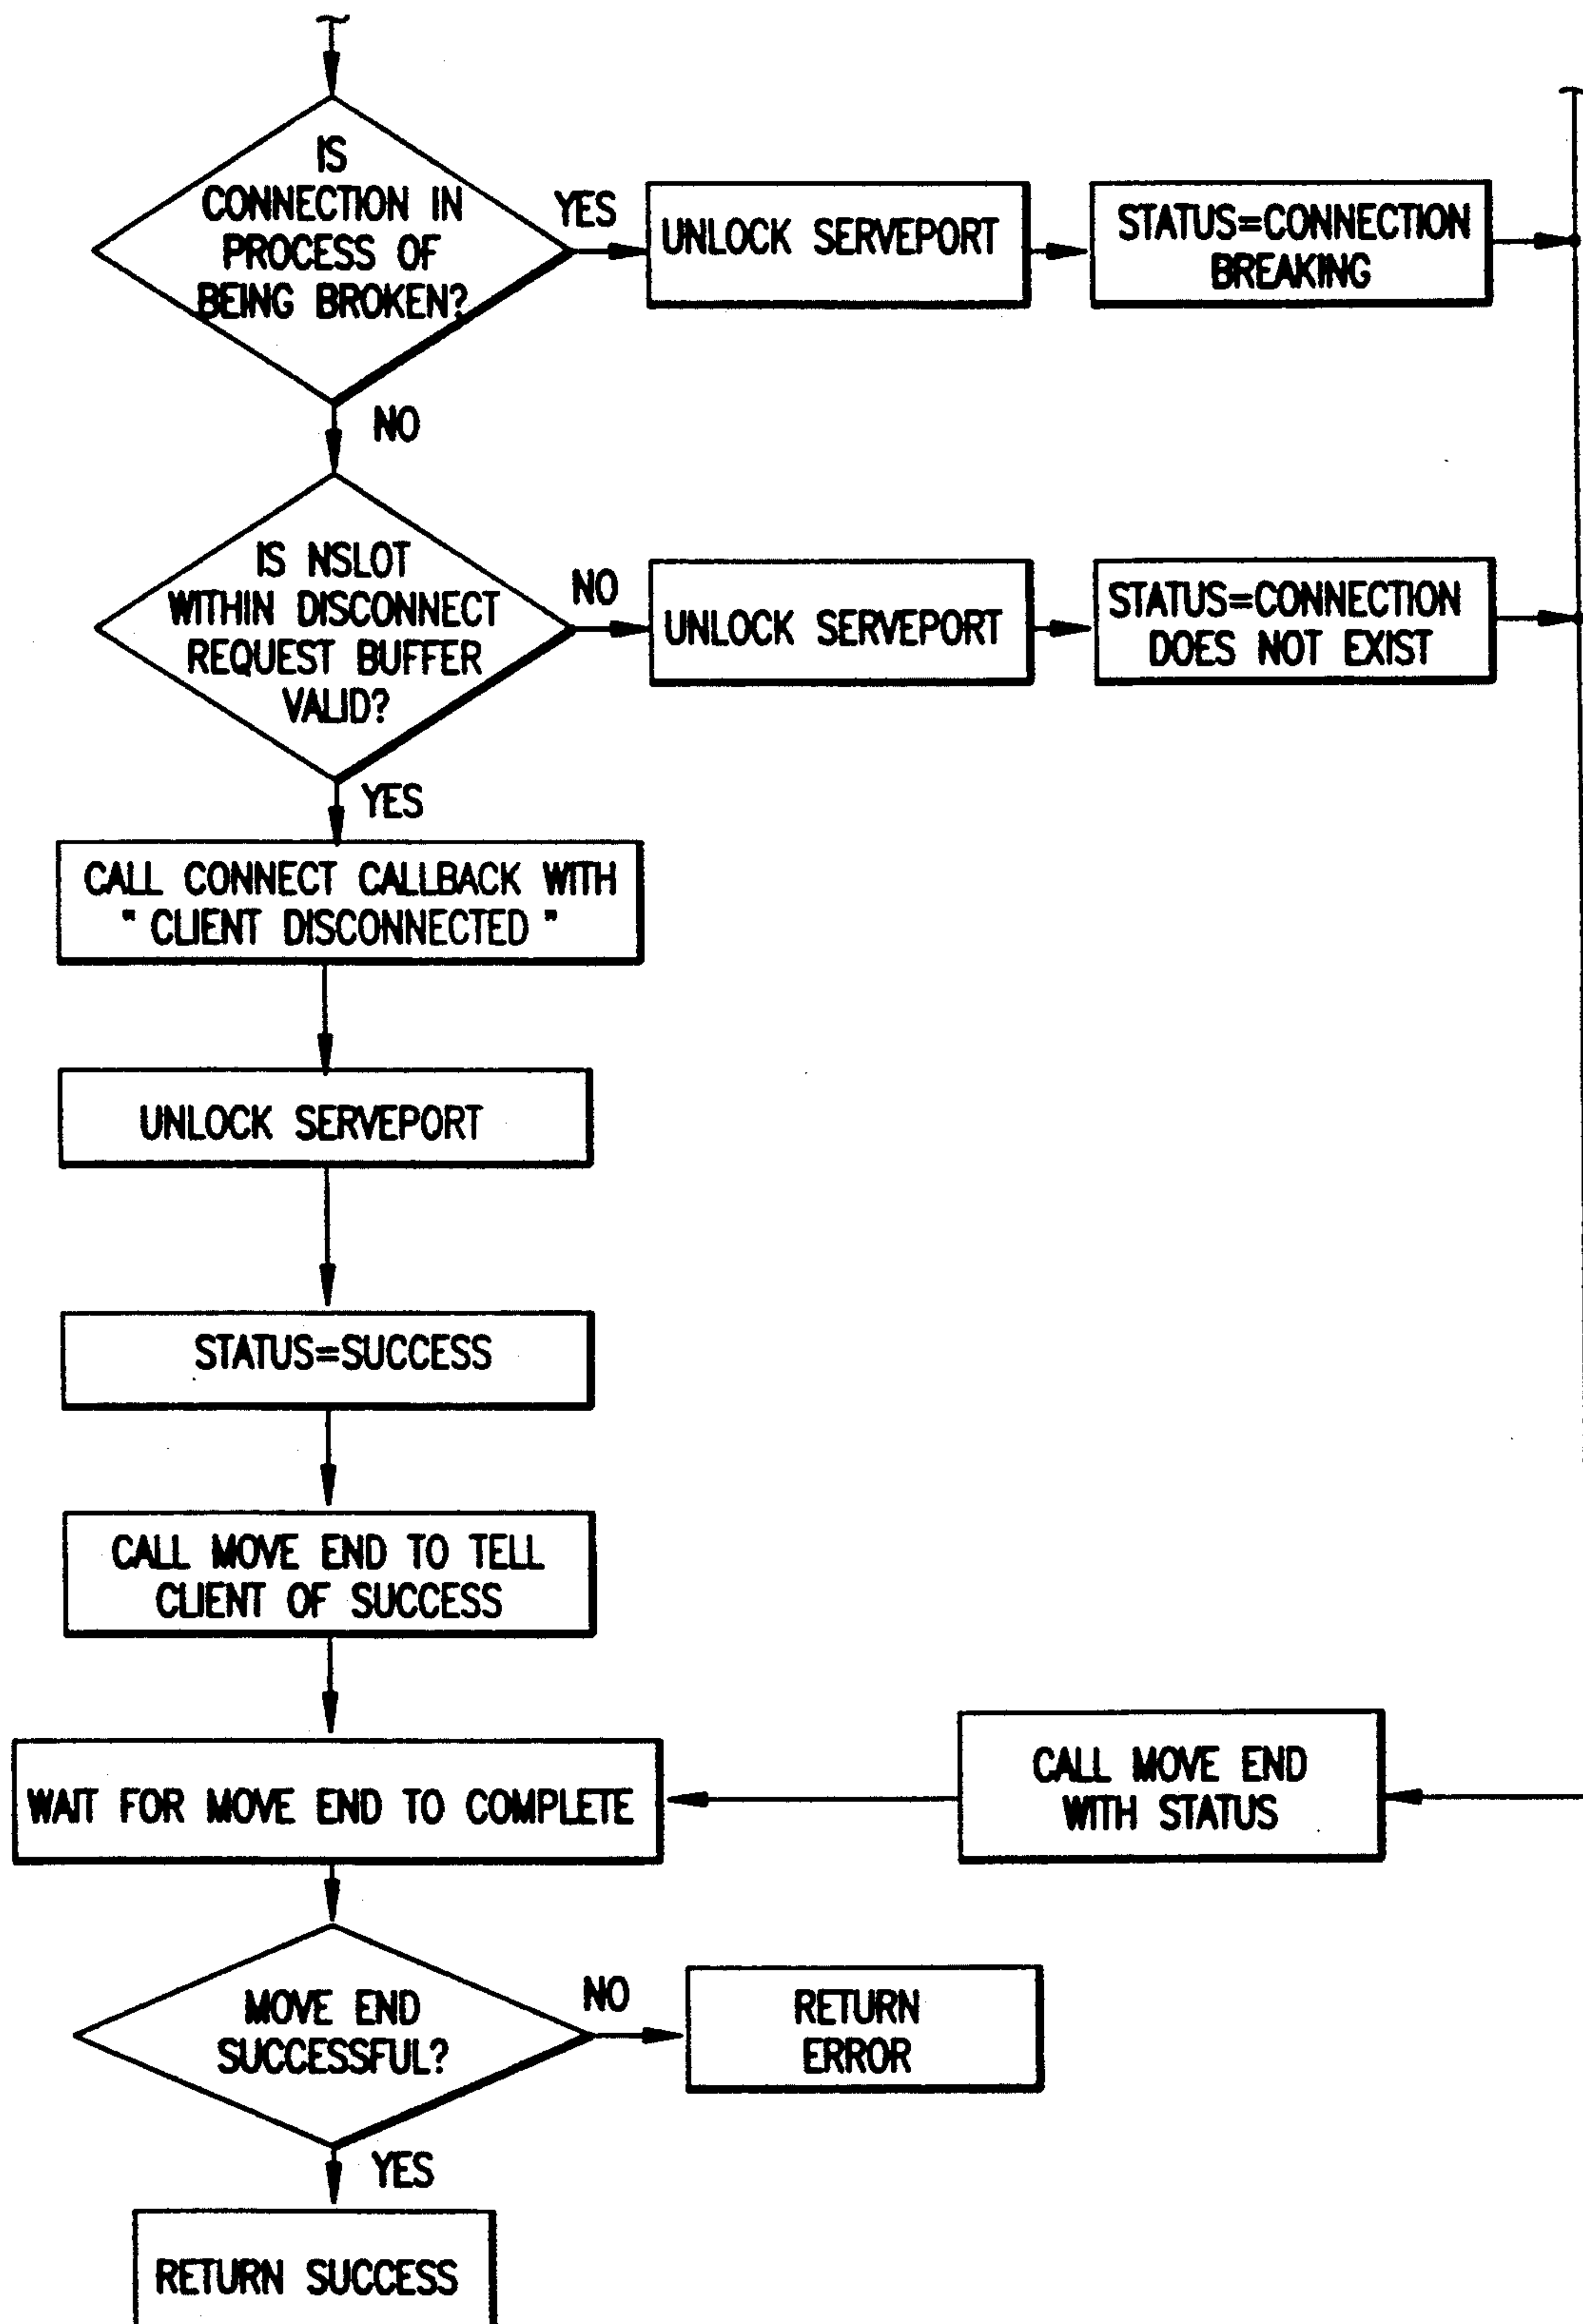 IS
CONNECTION IN
PROCESS OF
BEING BROKEN?
YES
UNLOCK SERVEPORT
STATUS=CONNECTION
BREAKING
NO
IS NSLOT
WITHIN DISCONNECT
REQUEST BUFFER
VALID?
NO
UNLOCK SERVEPORT
STATUS=CONNECTION
DOES NOT EXIST
YES
CALL CONNECT CALLBACK WITH
" CLIENT DISCONNECTED "
UNLOCK SERVEPORT
STATUS=SUCCESS
CALL MOVE END TO TELL
CLIENT OF SUCCESS
WAIT FOR MOVE END TO COMPLETE
CALL MOVE END
WITH STATUS
MOVE END
SUCCESSFUL?
NO
RETURN
ERROR
YES
RETURN SUCCESS